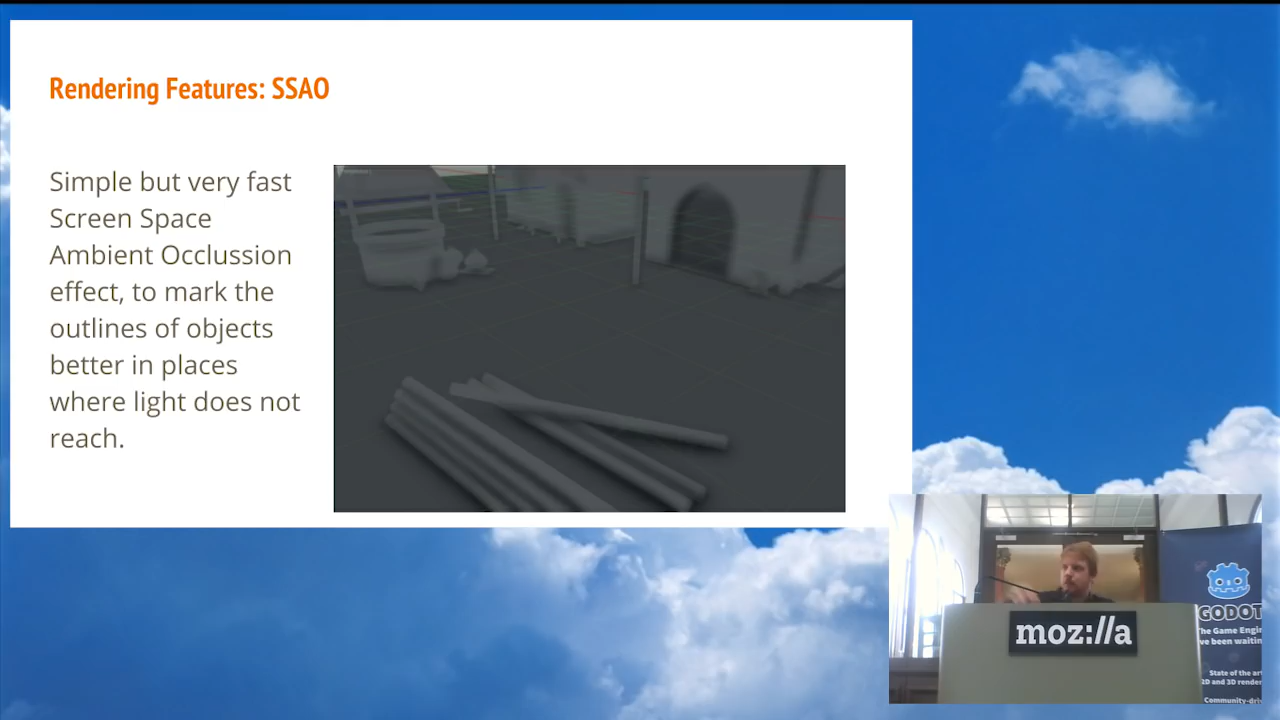 Rendering Features: SSAO
Simple but very fast
Screen Space
Ambient Occlussion
effect, to mark the
outlines of objects
better in places
where light does not
reach.
moz://a
GODOT
The Game Engin
ve been waitin
State of the ar
2D and 3D render
Community-driv